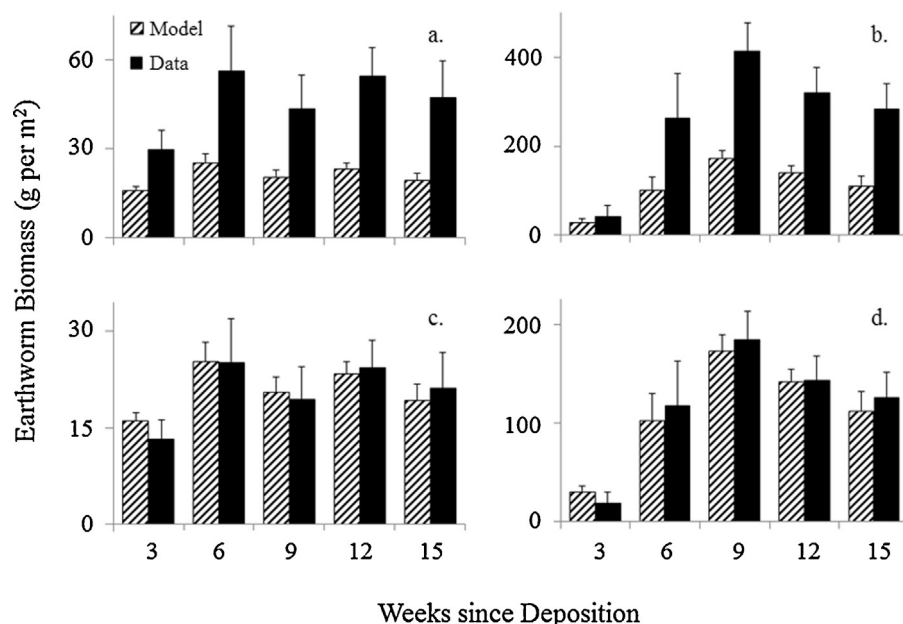 Model
Data
a.
60
30
0
b.
400
200
0
c.
30
15
0
3 6 9 12 15
d.
200
100
0
3 6 9 12 15
Earthworm Biomass (g per m²)
Weeks since Deposition